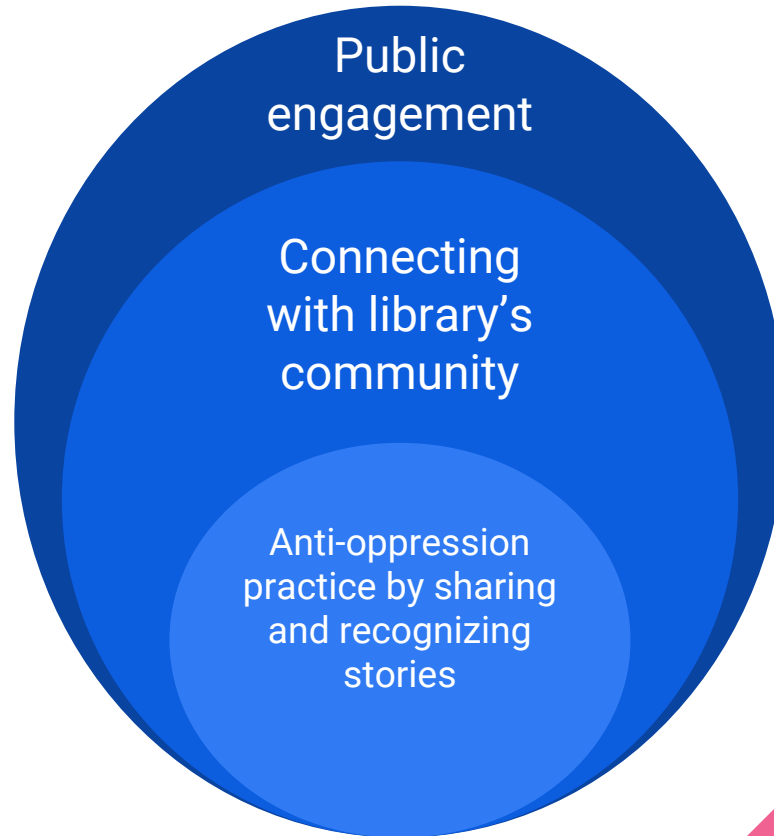 Public
engagement
Connecting
with library’s
community
Anti-oppression
practice by sharing
and recognizing
stories